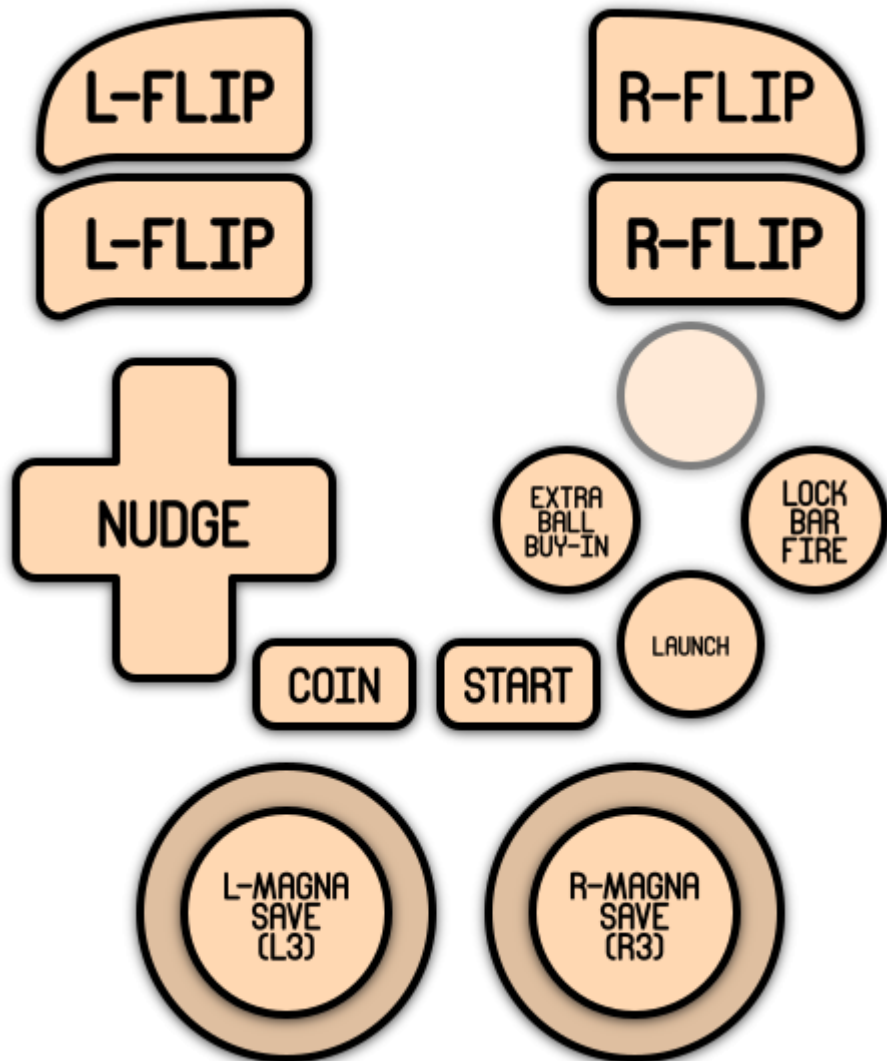 L-FLIP
R-FLIP
L-FLIP
R-FLIP
NUDGE
EXTRA
BALL
BUY-IN
LOCK
BAR
FIRE
LAUNCH
COIN
START
L-MAGNA
SAVE
(L3)
R-MAGNA
SAVE
(R3)